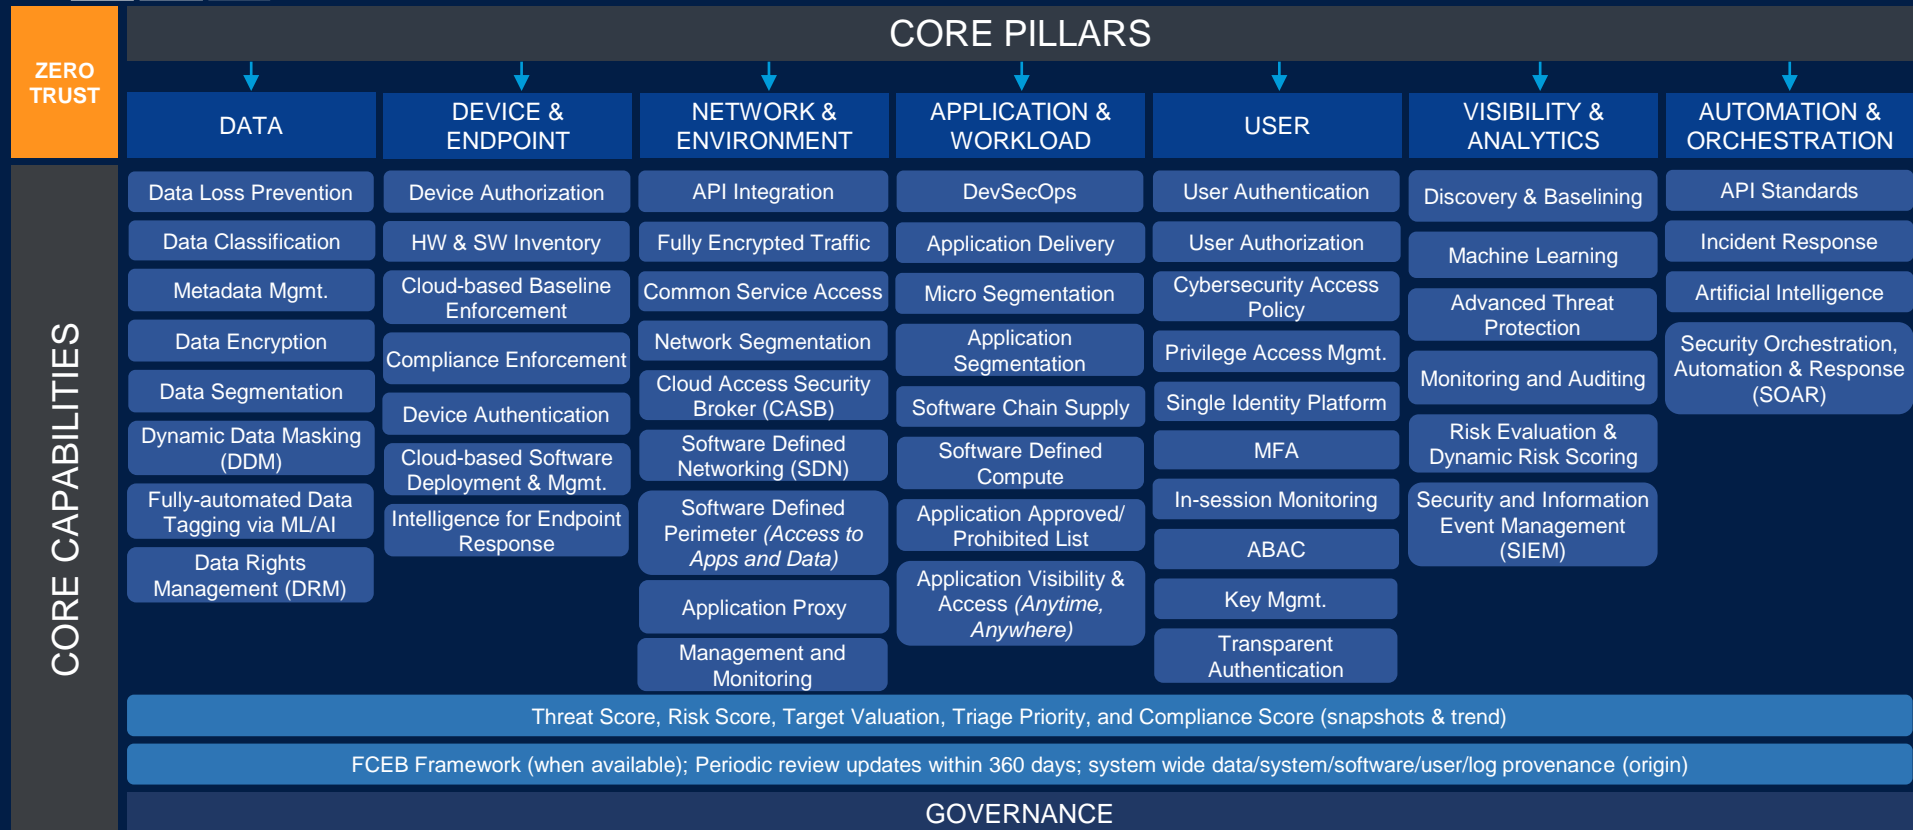 ZERO
TRUST
CORE PILLARS
DATA
DEVICE &
ENDPOINT
NETWORK &
ENVIRONMENT
APPLICATION &
WORKLOAD
USER
VISIBILITY &
ANALYTICS
AUTOMATION &
ORCHESTRATION
CORE CAPABILITIES
Data Loss Prevention
Data Classification
Metadata Mgmt.
Data Encryption
Data Segmentation
Dynamic Data Masking
(DDM)
Fully-automated Data
Tagging via ML/AI
Data Rights
Management (DRM)
Device Authorization
HW & SW Inventory
Cloud-based Baseline
Enforcement
Compliance Enforcement
Device Authentication
Cloud-based Software
Deployment & Mgmt.
Intelligence for Endpoint
Response
API Integration
Fully Encrypted Traffic
Common Service Access
Network Segmentation
Cloud Access Security
Broker (CASB)
Software Defined
Networking (SDN)
Software Defined
Perimeter (Access to
Apps and Data)
Application Proxy
Management and
Monitoring
DevSecOps
Application Delivery
Micro Segmentation
Application
Segmentation
Software Chain Supply
Software Defined
Compute
Application Approved/
Prohibited List
Application Visibility &
Access (Anytime,
Anywhere)
User Authentication
User Authorization
Cybersecurity Access
Policy
Privilege Access Mgmt.
Single Identity Platform
MFA
In-session Monitoring
ABAC
Key Mgmt.
Transparent
Authentication
Discovery & Baselining
Machine Learning
Advanced Threat
Protection
Monitoring and Auditing
Risk Evaluation &
Dynamic Risk Scoring
Security and Information
Event Management
(SIEM)
API Standards
Incident Response
Artificial Intelligence
Security Orchestration,
Automation & Response
(SOAR)
Threat Score, Risk Score, Target Valuation, Triage Priority, and Compliance Score (snapshots & trend)
FCEB Framework (when available); Periodic review updates within 360 days; system wide data/system/software/user/log provenance (origin)
GOVERNANCE